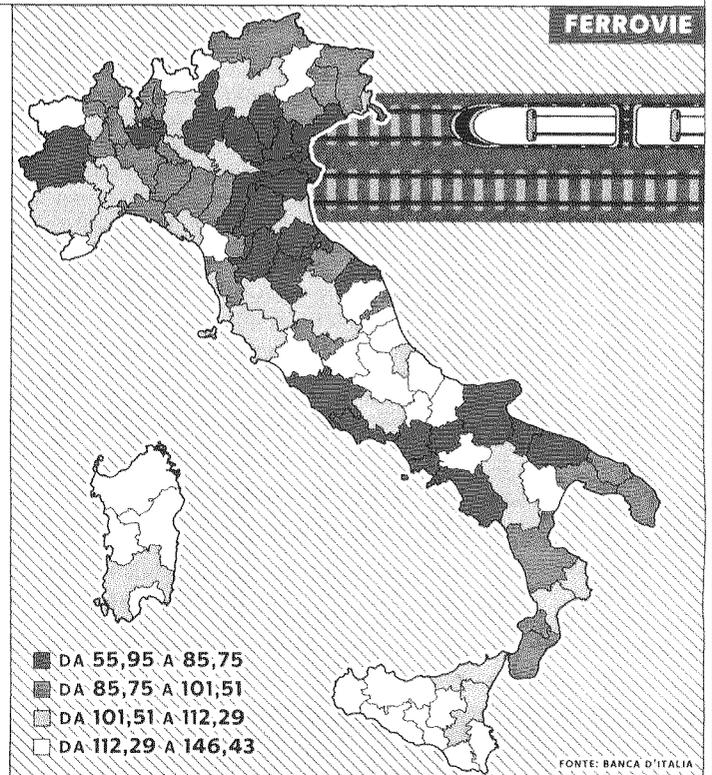 FERROVIE
DA 55,95 A 85,75
DA 85,75 A 101,51
DA 101,51 A 112,29
DA 112,29 A 146,43
FONTE: BANCA D'ITALIA